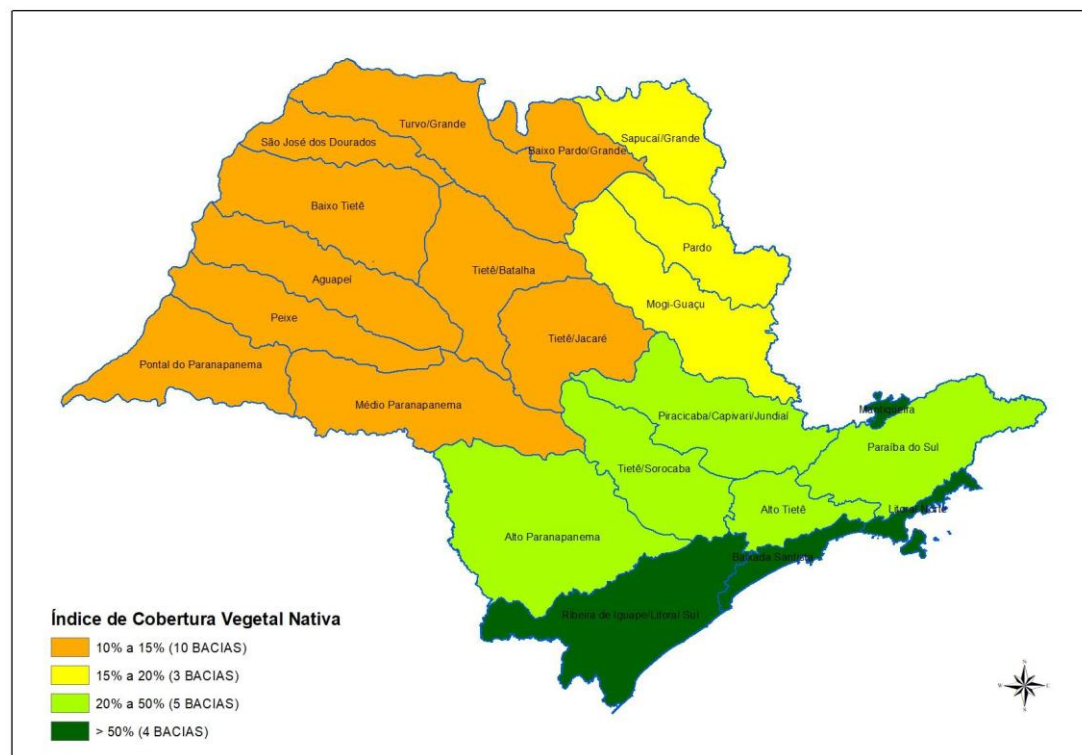 Turvo/Grande
Sapucaí/Grande
São José dos Dourados
Baixo Pardo/Grande
Baixo Tietê
Pardo
Tietê/Batalha
Aguapeí
Mogi-Guaçu
Peixe
Tietê/Jacaré
Pontal do Paranapanema
Médio Paranapanema
Piracicaba/Capivari/Jundiaí
Mantiqueira
Paraíba do Sul
Tietê/Sorocaba
Alto Tietê
Litoral Norte
Alto Paranapanema
Baixada Santista
Ribeira de Iguape/Litoral Sul
Índice de Cobertura Vegetal Nativa
10% a 15% (10 BACIAS)
15% a 20% (3 BACIAS)
20% a 50% (5 BACIAS)
> 50% (4 BACIAS)